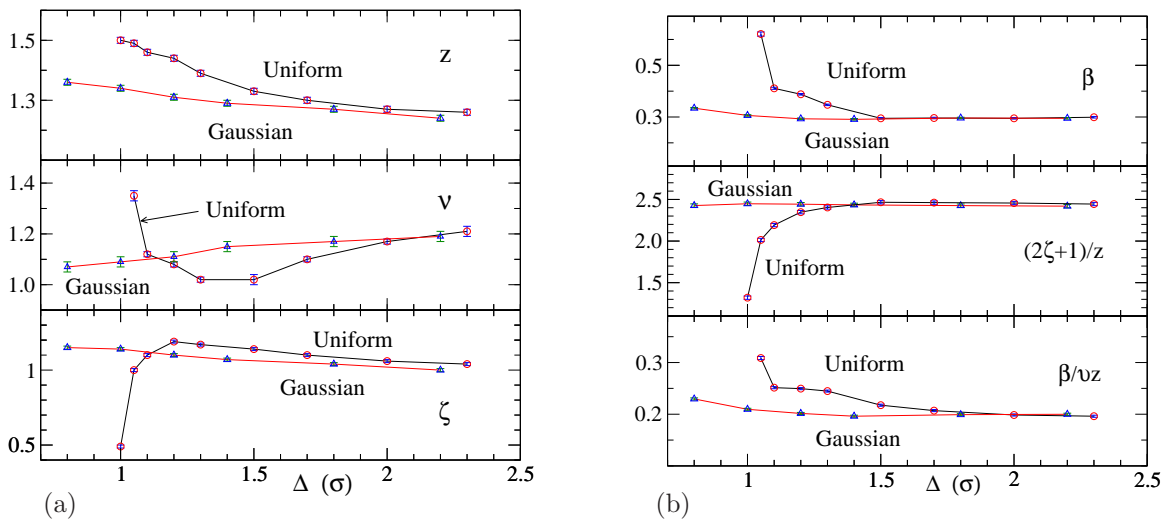 1.5
z
Uniform
1.3
Gaussian
1.4
ν
Uniform
1.2
1.0
Gaussian
Uniform
1
Gaussian
ζ
0.5
1 1.5 2 2.5
Δ (σ)
(a)
0.5
β
Uniform
0.3
Gaussian
Gaussian
2.5
2.0
(2ζ+1)/z
Uniform
1.5
0.3
Uniform
β/υz
0.2
Gaussian
1 1.5 2 2.5
Δ (σ)
(b)